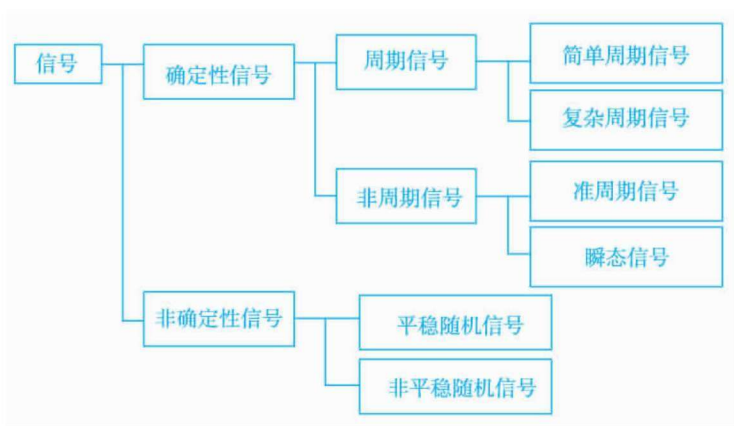 信号
确定性信号
周期信号
简单周期信号
复杂周期信号
非周期信号
准周期信号
瞬态信号
非确定性信号
平稳随机信号
非平稳随机信号